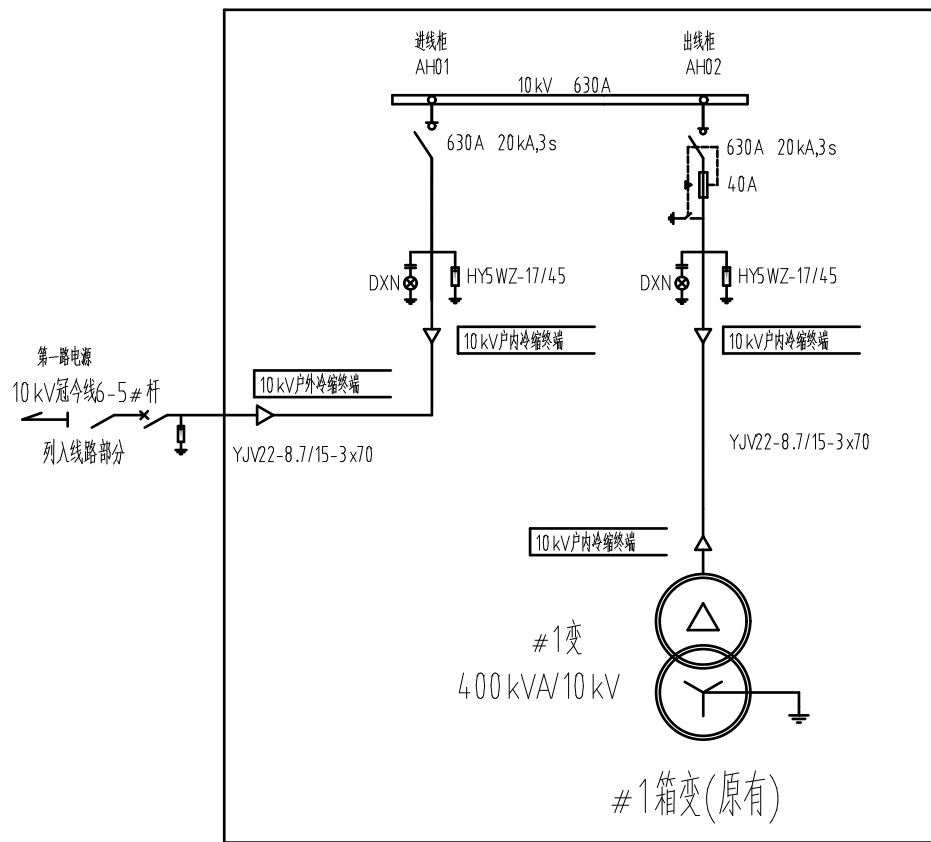 进线柜
AH01
出线柜
AH02
10kV 630A
630A 20kA,3s
630A 20kA,3s
40A
DXN
HY5WZ-17/45
DXN
HY5WZ-17/45
10kV户内冷缩终端
10kV户内冷缩终端
第一路电源
10kV冠今线6-5#杆
列入线路部分
10kV户外冷缩终端
YJV22-8.7/15-3x70
YJV22-8.7/15-3x70
10kV户内冷缩终端
#1变
400kVA/10kV
#1箱变(原有)